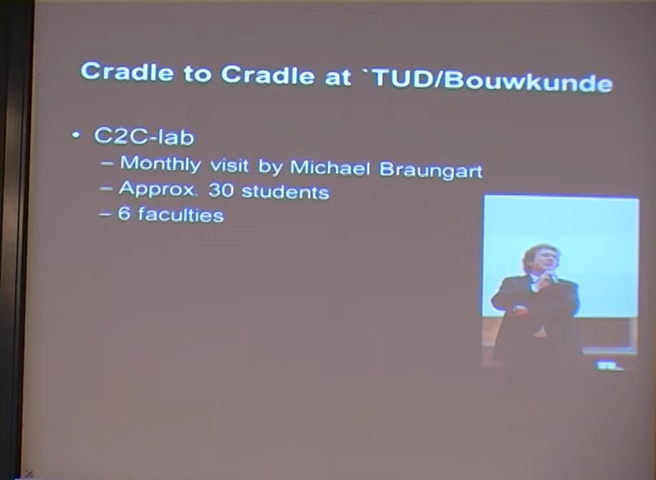 Cradle to Cradle at `TUD/Bouwkunde
• C2C-lab
– Monthly visit by Michael Braungart
– Approx. 30 students
– 6 faculties